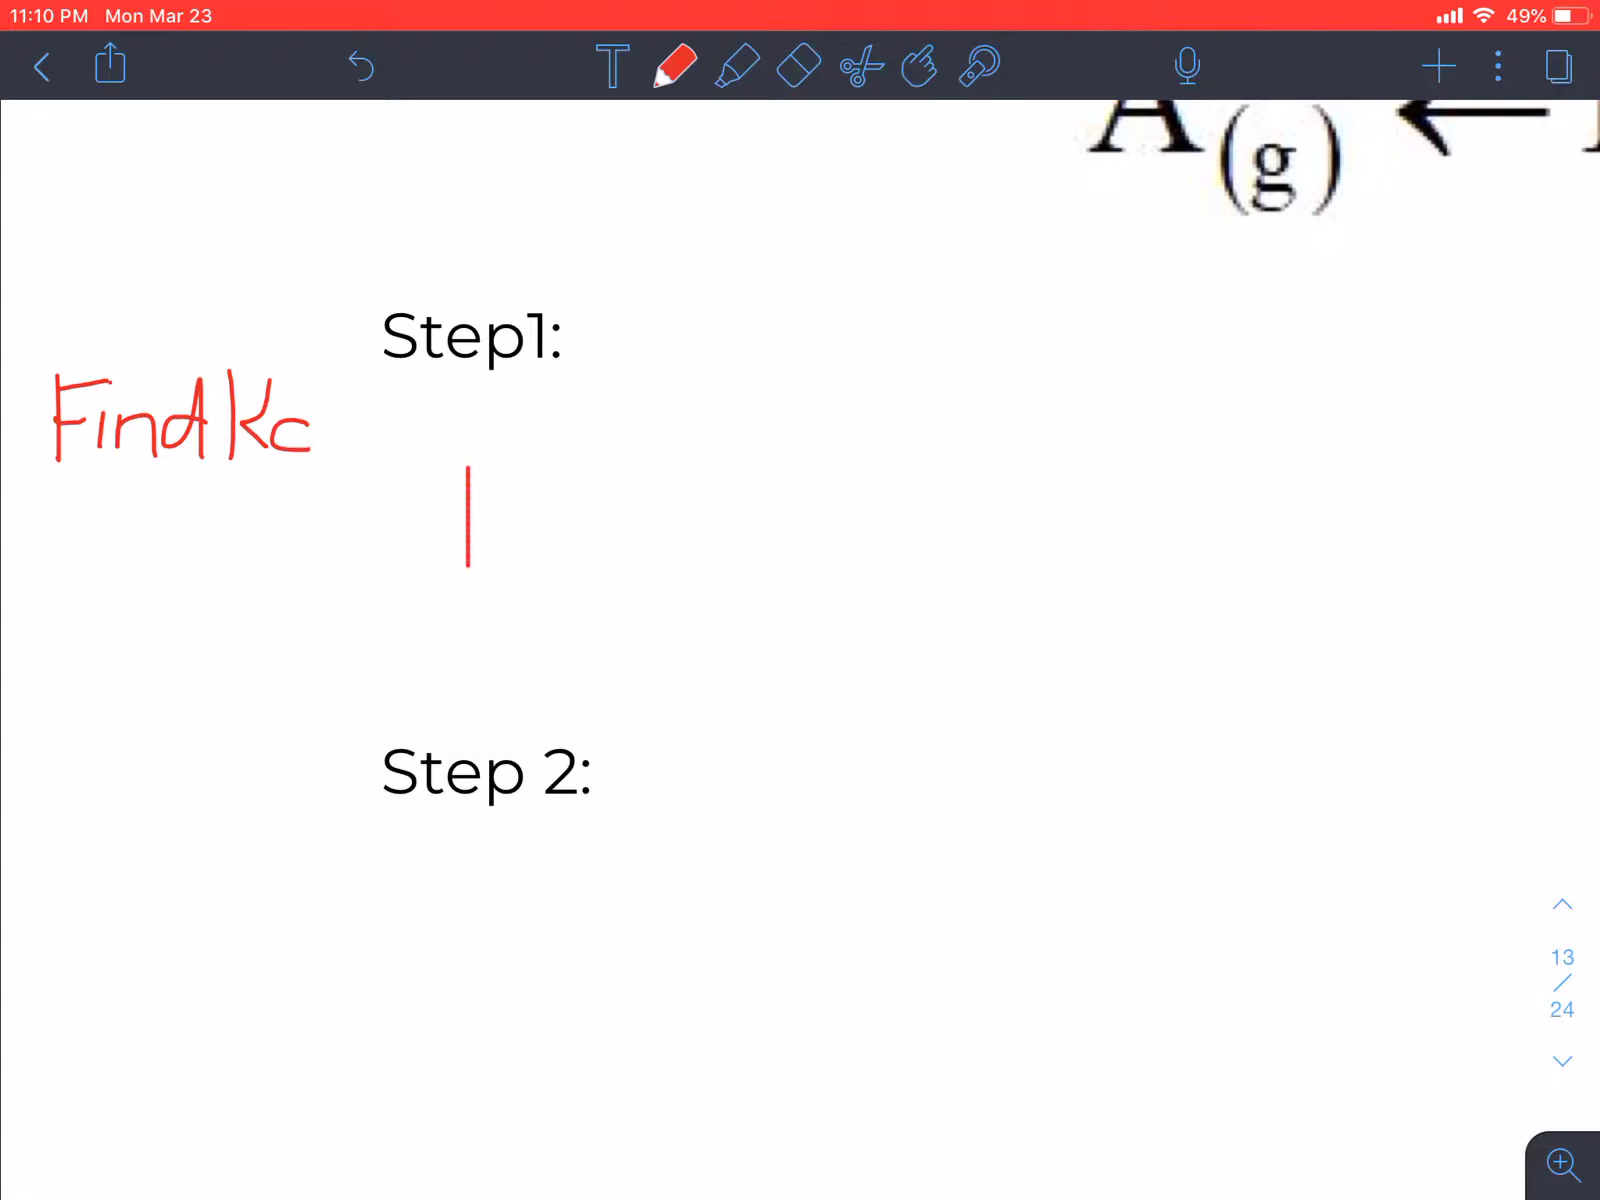 11:10 PM Mon Mar 23
49%
A(g) ←
Step1:
Find Kc
Step 2:
13
/
24